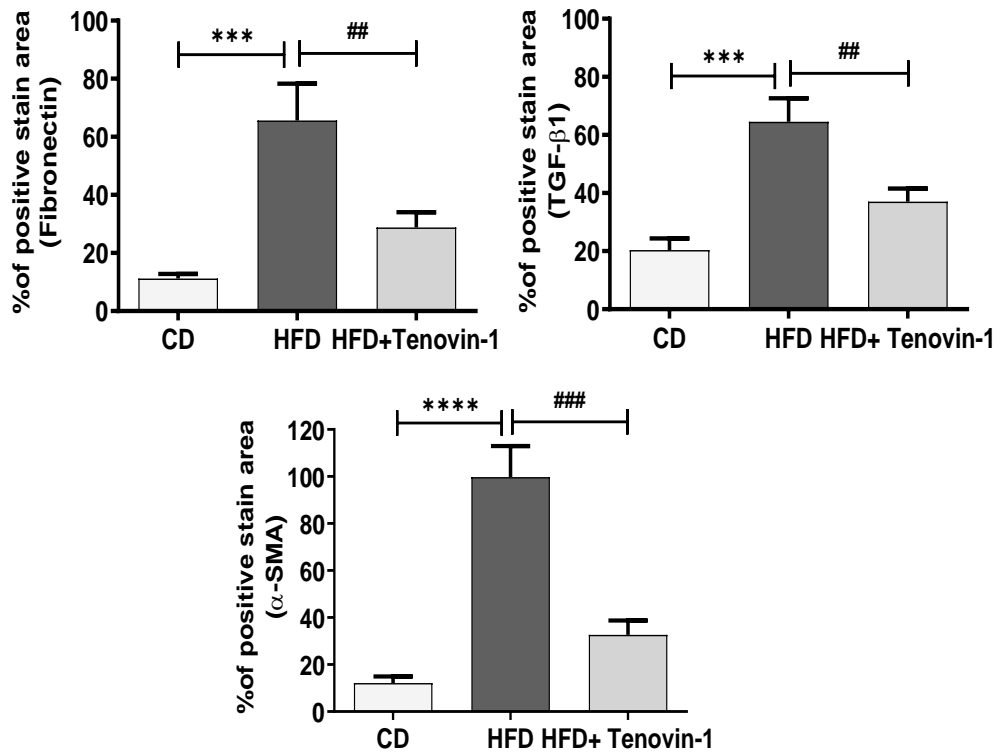 %of positive stain area
(Fibronectin)
100
80
60
40
20
0
***
##
CD
HFD
HFD+Tenovin-1
%of positive stain area
(TGF-β1)
100
80
60
40
20
0
***
##
CD
HFD
HFD+ Tenovin-1
%of positive stain area
(α-SMA)
120
100
80
60
40
20
0
****
###
CD
HFD
HFD+ Tenovin-1